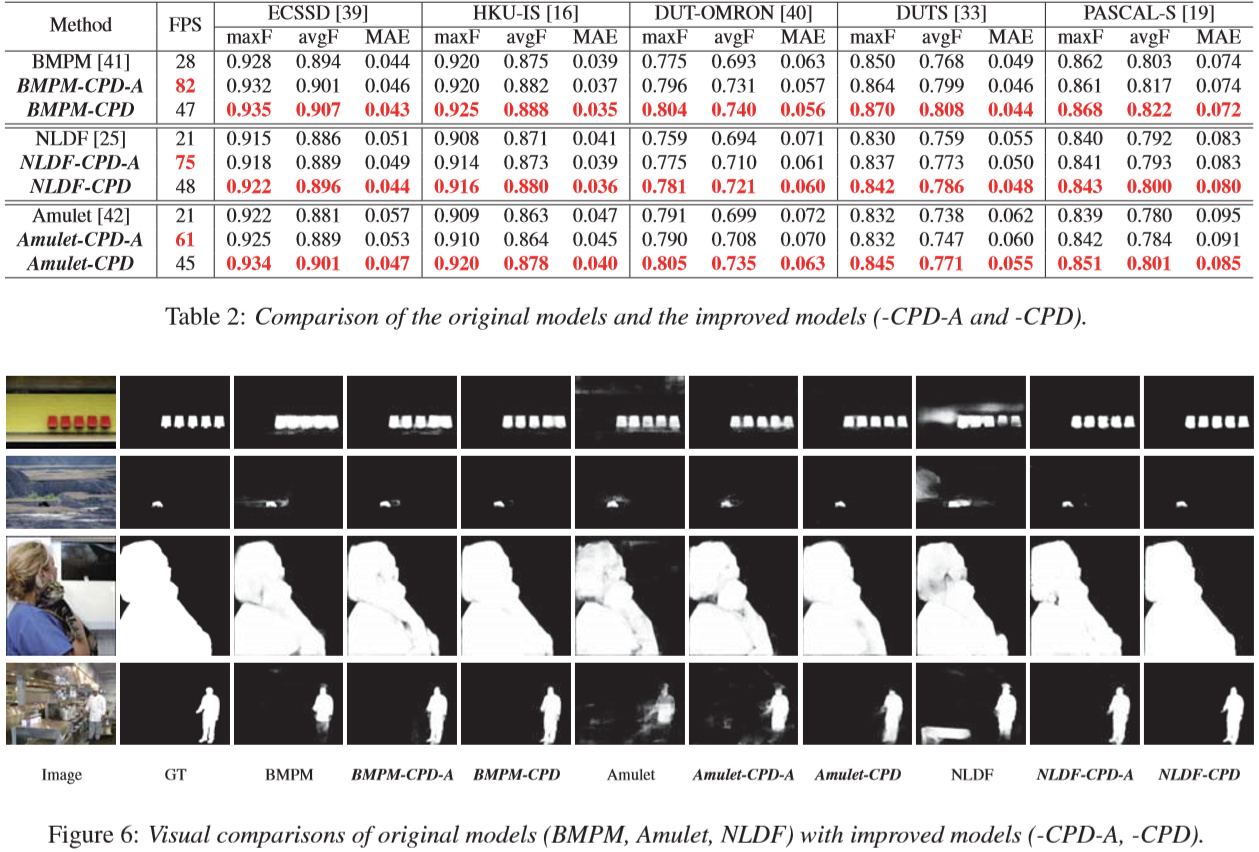 Method FPS ECSSD [39] HKU-IS [16] DUT-OMRON [40] DUTS [33] PASCAL-S [19]
maxF avgF MAE maxF avgF MAE maxF avgF MAE maxF avgF MAE maxF avgF MAE
BMPM [41] 28 0.928 0.894 0.044 0.920 0.875 0.039 0.775 0.693 0.063 0.850 0.768 0.049 0.862 0.803 0.074
BMPM-CPD-A 82 0.932 0.901 0.046 0.920 0.882 0.037 0.796 0.731 0.057 0.864 0.799 0.046 0.861 0.817 0.074
BMPM-CPD 47 0.935 0.907 0.043 0.925 0.888 0.035 0.804 0.740 0.056 0.870 0.808 0.044 0.868 0.822 0.072
NLDF [25] 21 0.915 0.886 0.051 0.908 0.871 0.041 0.759 0.694 0.071 0.830 0.759 0.055 0.840 0.792 0.083
NLDF-CPD-A 75 0.918 0.889 0.049 0.914 0.873 0.039 0.775 0.710 0.061 0.837 0.773 0.050 0.841 0.793 0.083
NLDF-CPD 48 0.922 0.896 0.044 0.916 0.880 0.036 0.781 0.721 0.060 0.842 0.786 0.048 0.843 0.800 0.080
Amulet [42] 21 0.922 0.881 0.057 0.909 0.863 0.047 0.791 0.699 0.072 0.832 0.738 0.062 0.839 0.780 0.095
Amulet-CPD-A 61 0.925 0.889 0.053 0.910 0.864 0.045 0.790 0.708 0.070 0.832 0.747 0.060 0.842 0.784 0.091
Amulet-CPD 45 0.934 0.901 0.047 0.920 0.878 0.040 0.805 0.735 0.063 0.845 0.771 0.055 0.851 0.801 0.085
Table 2: Comparison of the original models and the improved models (-CPD-A and -CPD).
Image GT BMPM BMPM-CPD-A BMPM-CPD Amulet Amulet-CPD-A Amulet-CPD NLDF NLDF-CPD-A NLDF-CPD
Figure 6: Visual comparisons of original models (BMPM, Amulet, NLDF) with improved models (-CPD-A, -CPD).